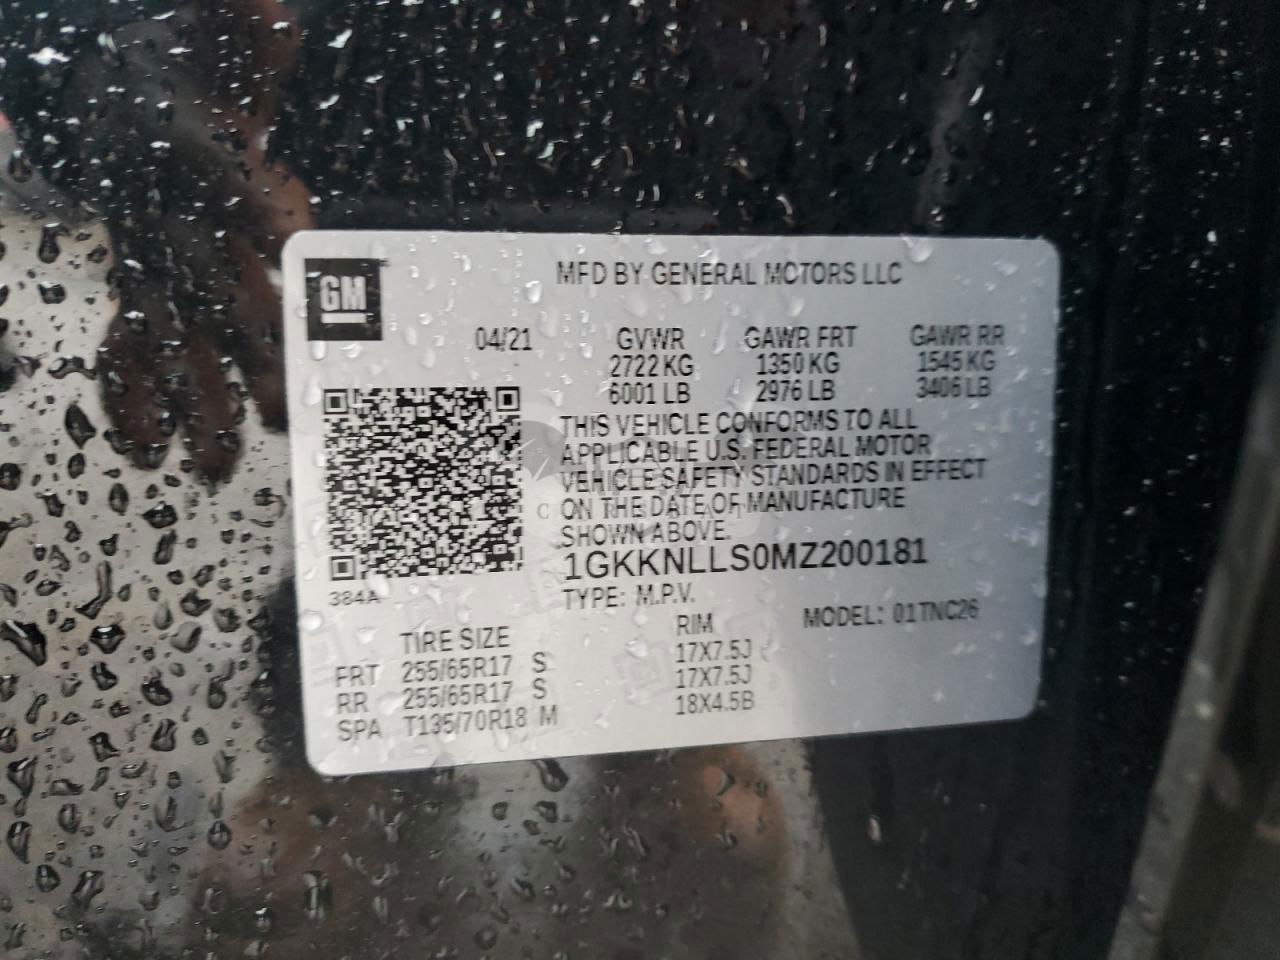 GM
MFD BY GENERAL MOTORS LLC
04/21 GVWR GAWR FRT GAWR RR
2722 KG 1350 KG 1545 KG
6001 LB 2976 LB 3406 LB
THIS VEHICLE CONFORMS TO ALL
APPLICABLE U.S. FEDERAL MOTOR
VEHICLE SAFETY STANDARDS IN EFFECT
ON THE DATE OF MANUFACTURE
SHOWN ABOVE.
1GKKNLLS0MZ200181
384A
TYPE: M.P.V.
MODEL: 01TNC26
TIRE SIZE RIM
FRT 255/65R17 S 17X7.5J
RR 255/65R17 S 17X7.5J
SPA T135/70R18 M 18X4.5B